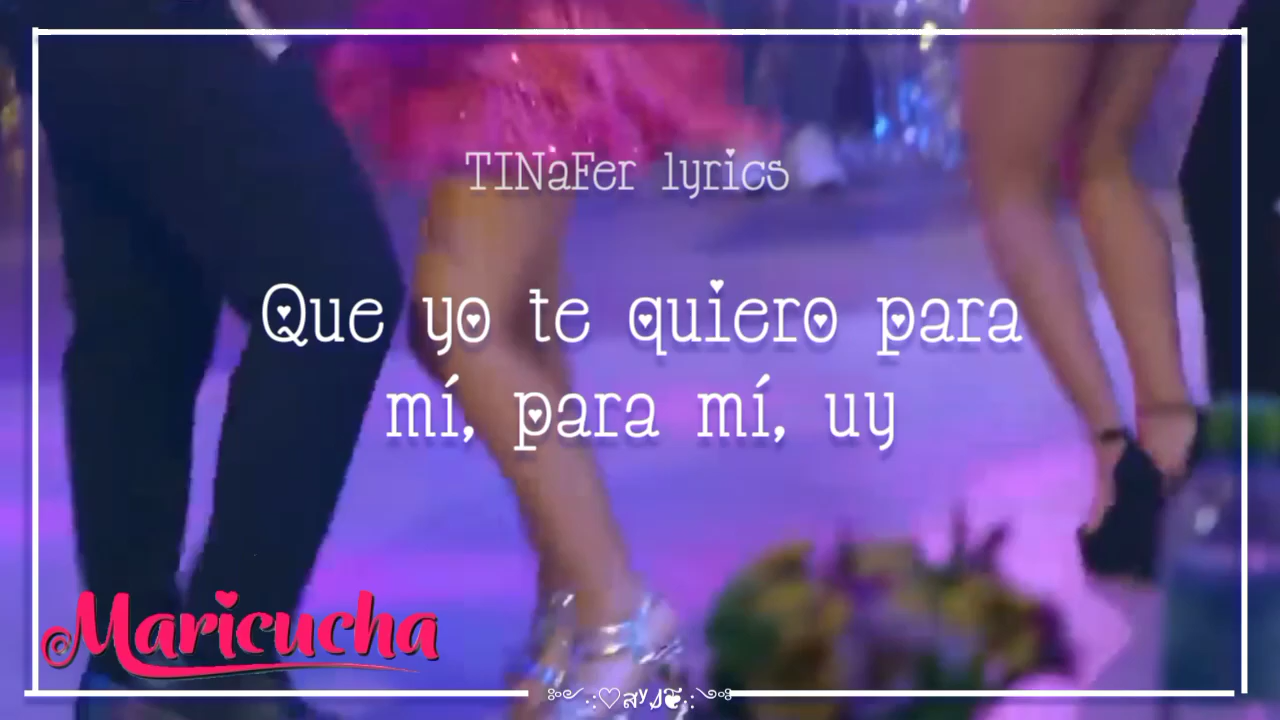 TINaFer lyrics
Que yo te quiero para
mí, para mí, uy
Maricucha